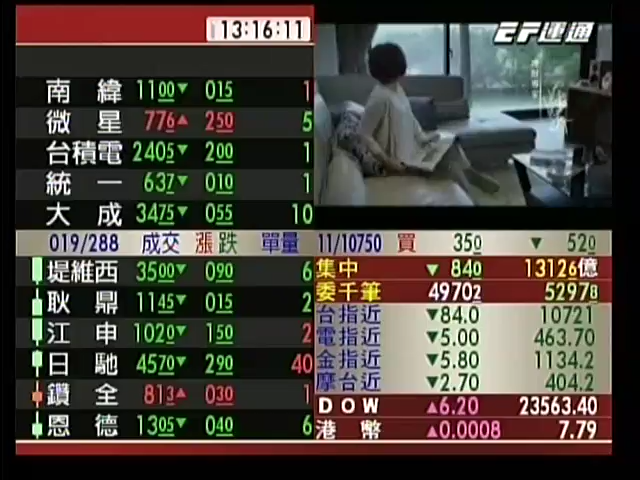 13:16:11
EF運通
南緯 1100▼ 015 1
微星 776▲ 250 5
台積電 2405▼ 200 1
統一 637▼ 010 1
大成 3475▼ 055 10
019/288 成交 漲跌 單量 11/10750 買 350 ▼ 520
堤維西 3500▼ 090 6
集中 ▼ 840 13126億
耿鼎 1145▼ 015 2
委千筆 49702 52978
江申 1020▼ 150 2
台指近 ▼84.0 10721
電指近 ▼5.00 463.70
日馳 4570▼ 290 40
金指近 ▼5.80 1134.2
摩台近 ▼2.70 404.2
鑽全 813▲ 030 1
DOW ▲6.20 23563.40
恩德 1305▼ 040 6
港幣 ▲0.0008 7.79